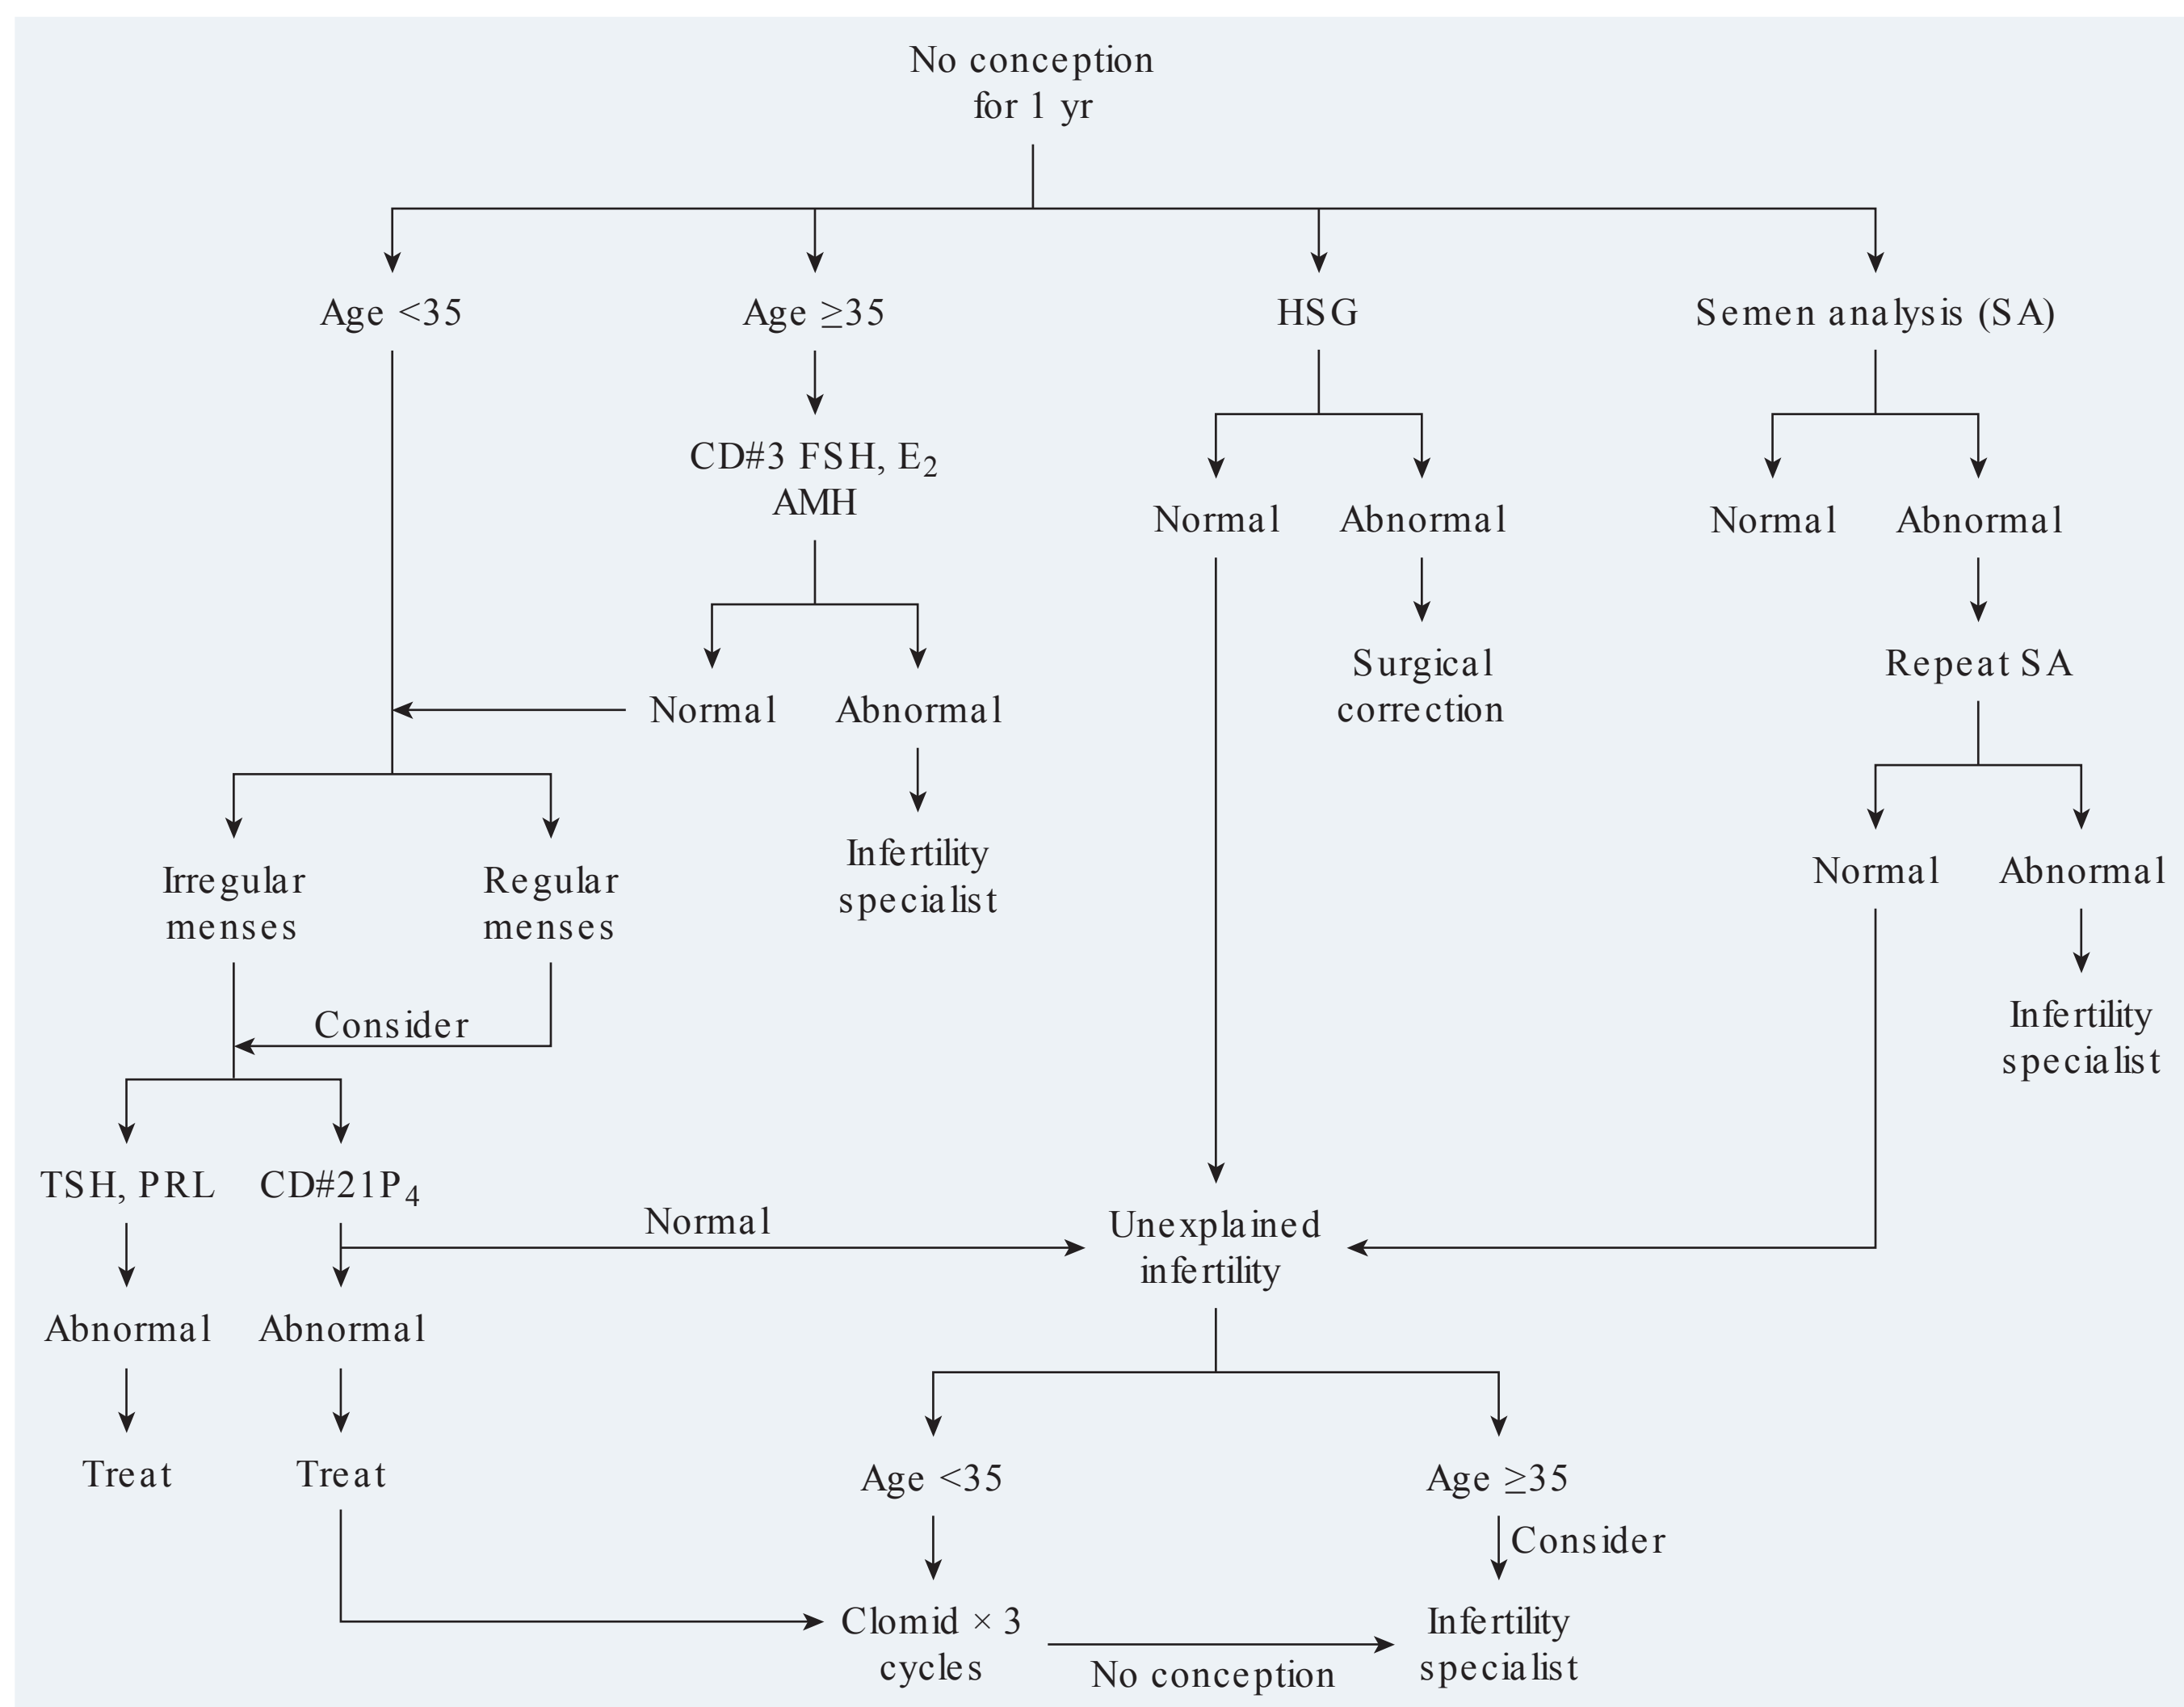 No conception
for 1 yr
Age <35
Age ≥35
HSG
Semen analysis (SA)
CD#3 FSH, E₂
AMH
Normal
Abnormal
Normal
Abnormal
Surgical
correction
Repeat SA
Normal
Abnormal
Infertility
specialist
Normal
Abnormal
Infertility
specialist
Irregular
menses
Regular
menses
Consider
TSH, PRL
CD#21P₄
Normal
Unexplained
infertility
Abnormal
Abnormal
Treat
Treat
Age <35
Age ≥35
Consider
Clomid × 3
cycles
No conception
Infertility
specialist